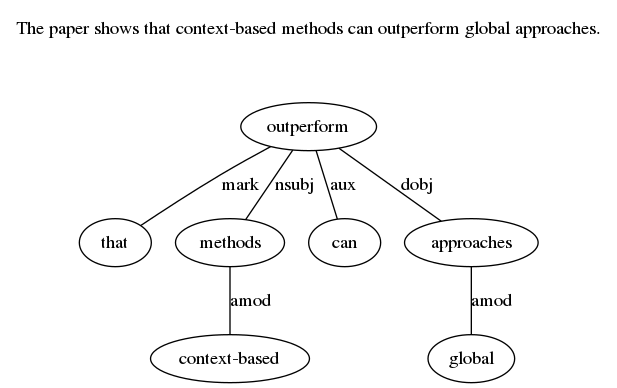 The paper shows that context-based methods can outperform global approaches.
outperform
mark nsubj aux dobj
that methods can approaches
amod amod
context-based global